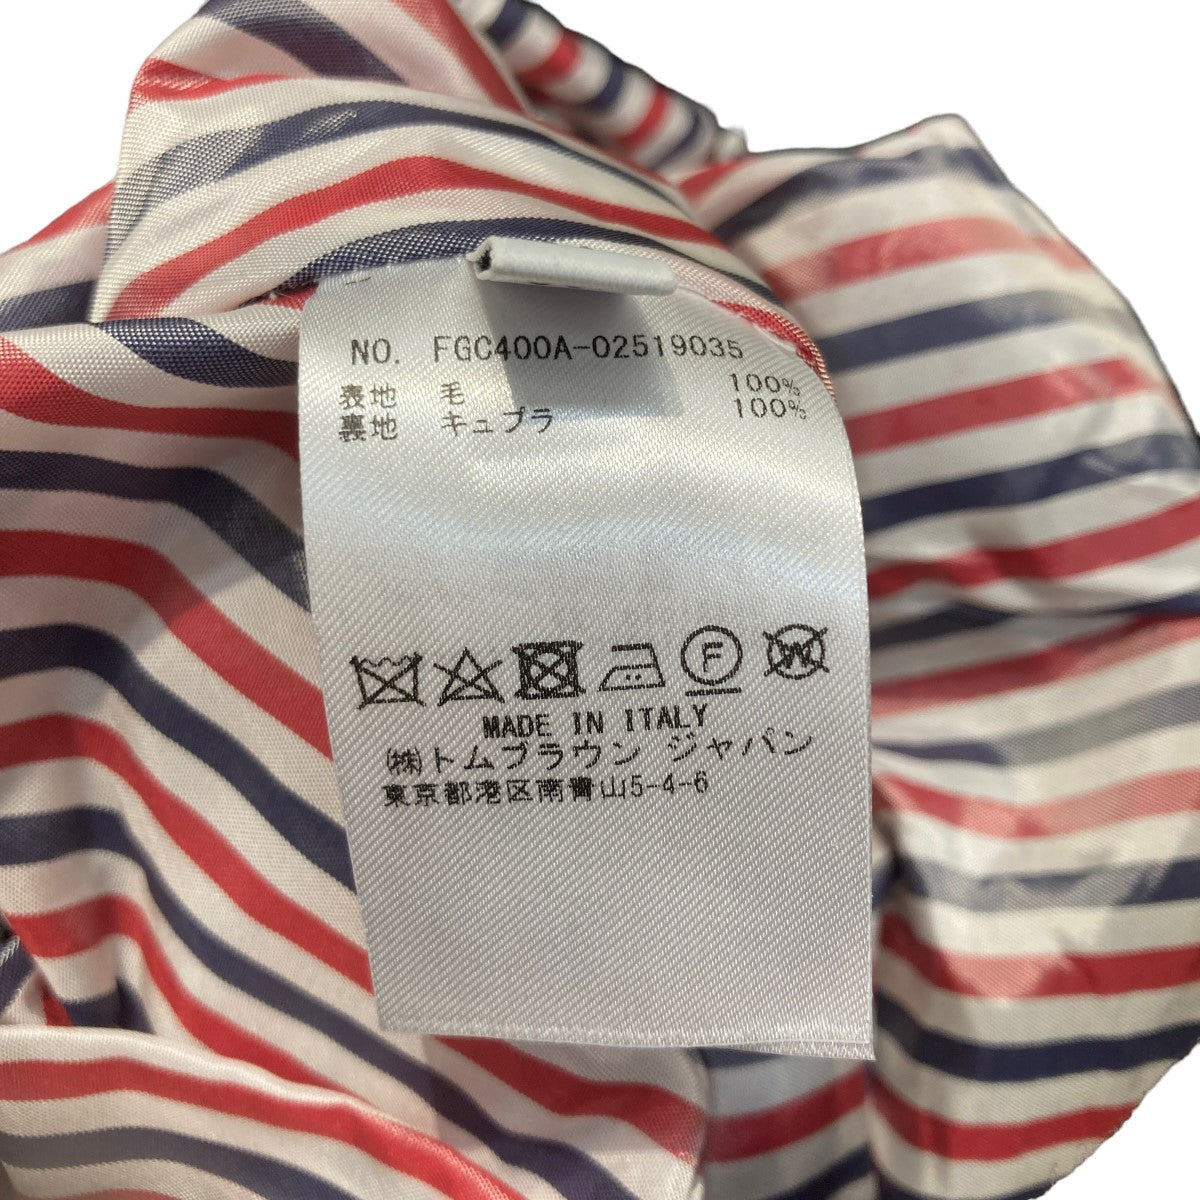 NO. FGC400A-02519035
表地 毛 100%
裏地 キュプラ 100%
F W
MADE IN ITALY
(株)トムブラウン ジャパン
東京都港区南青山5-4-6